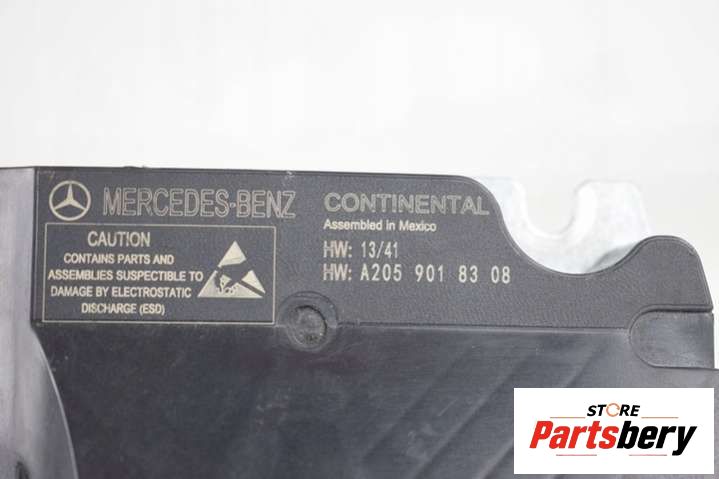 MERCEDES-BENZ
CONTINENTAL
Assembled in Mexico
HW: 13/41
HW: A205 901 83 08
CAUTION
CONTAINS PARTS AND
ASSEMBLIES SUSPECTIBLE TO
DAMAGE BY ELECTROSTATIC
DISCHARGE (ESD)
STORE
Partsbery